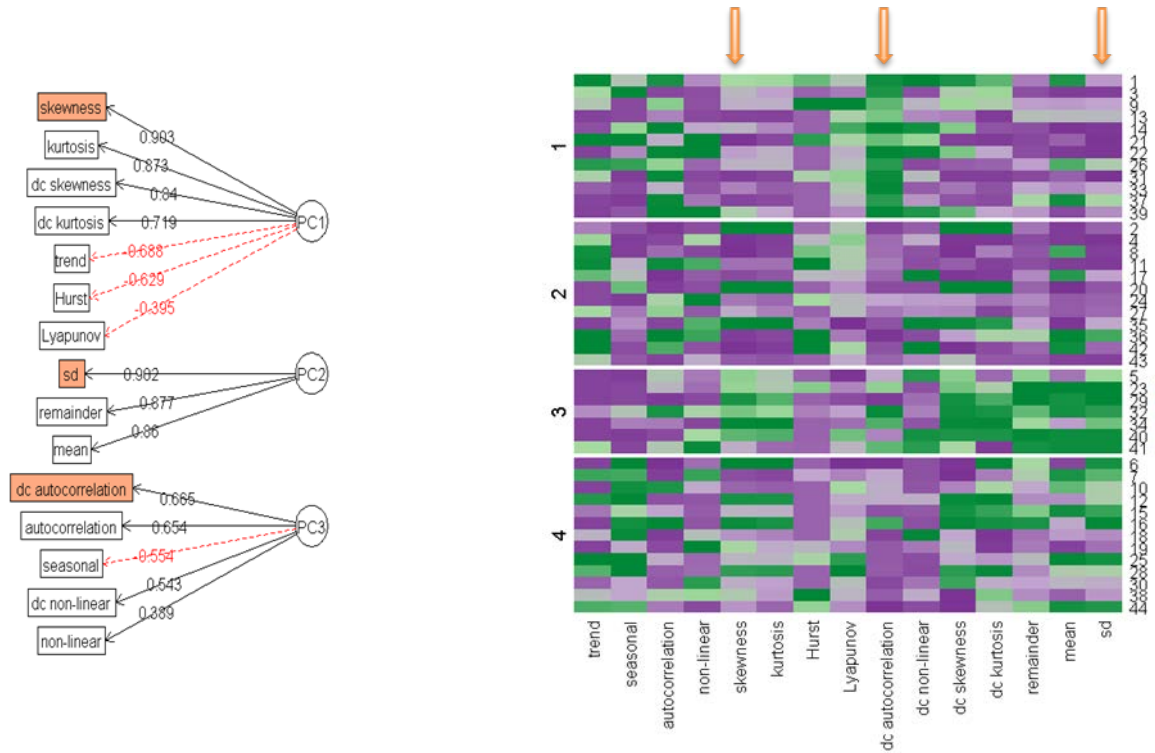 skewness
kurtosis
dc skewness
dc kurtosis
trend
Hurst
Lyapunov
sd
remainder
mean
dc autocorrelation
autocorrelation
seasonal
dc non-linear
non-linear
0.903
0.873
0.84
0.719
-0.688
-0.629
-0.395
0.902
0.877
0.86
0.665
0.654
-0.554
0.543
0.389
PC1
PC2
PC3
1
2
3
4
1
3
9
13
14
21
22
26
31
33
37
39
2
4
8
11
17
20
24
27
35
36
42
43
5
23
29
32
34
40
41
6
7
10
12
15
16
18
19
25
28
30
38
44
trend
seasonal
autocorrelation
non-linear
skewness
kurtosis
Hurst
Lyapunov
dc autocorrelation
dc non-linear
dc skewness
dc kurtosis
remainder
mean
sd